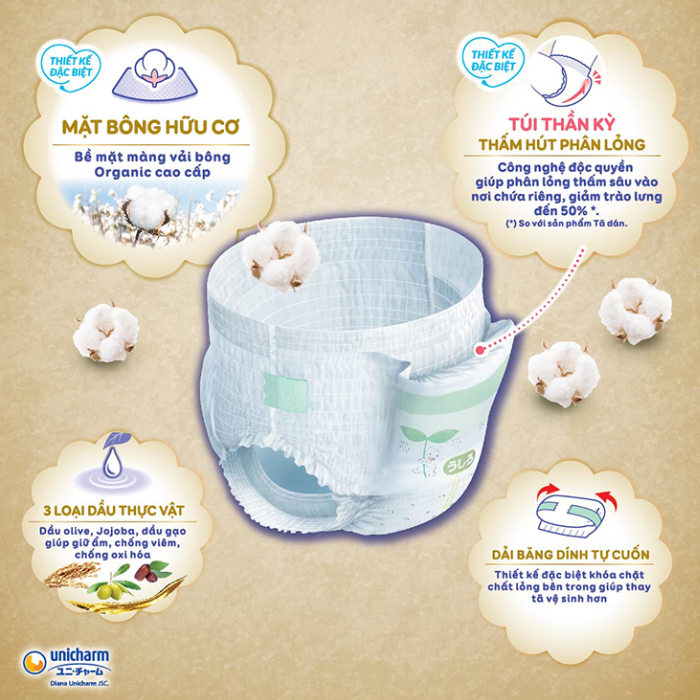 THIẾT KẾ
ĐẶC BIỆT
MẶT BÔNG HỮU CƠ
Bề mặt màng vải bông
Organic cao cấp
THIẾT KẾ
ĐẶC BIỆT
TÚI THẦN KỲ
THẤM HÚT PHÂN LỎNG
Công nghệ độc quyền
giúp phân lỏng thấm sâu vào
nơi chứa riêng, giảm trào lưng
đến 50% *.
(*) So với sản phẩm Tã dán.
うしろ
3 LOẠI DẦU THỰC VẬT
Dầu olive, Jojoba, dầu gạo
giúp giữ ẩm, chống viêm,
chống oxi hóa
DẢI BĂNG DÍNH TỰ CUỐN
Thiết kế đặc biệt khóa chặt
chất lỏng bên trong giúp thay
tã vệ sinh hơn
unicharm
ユニ・チャーム
Diana Unicharm JSC.